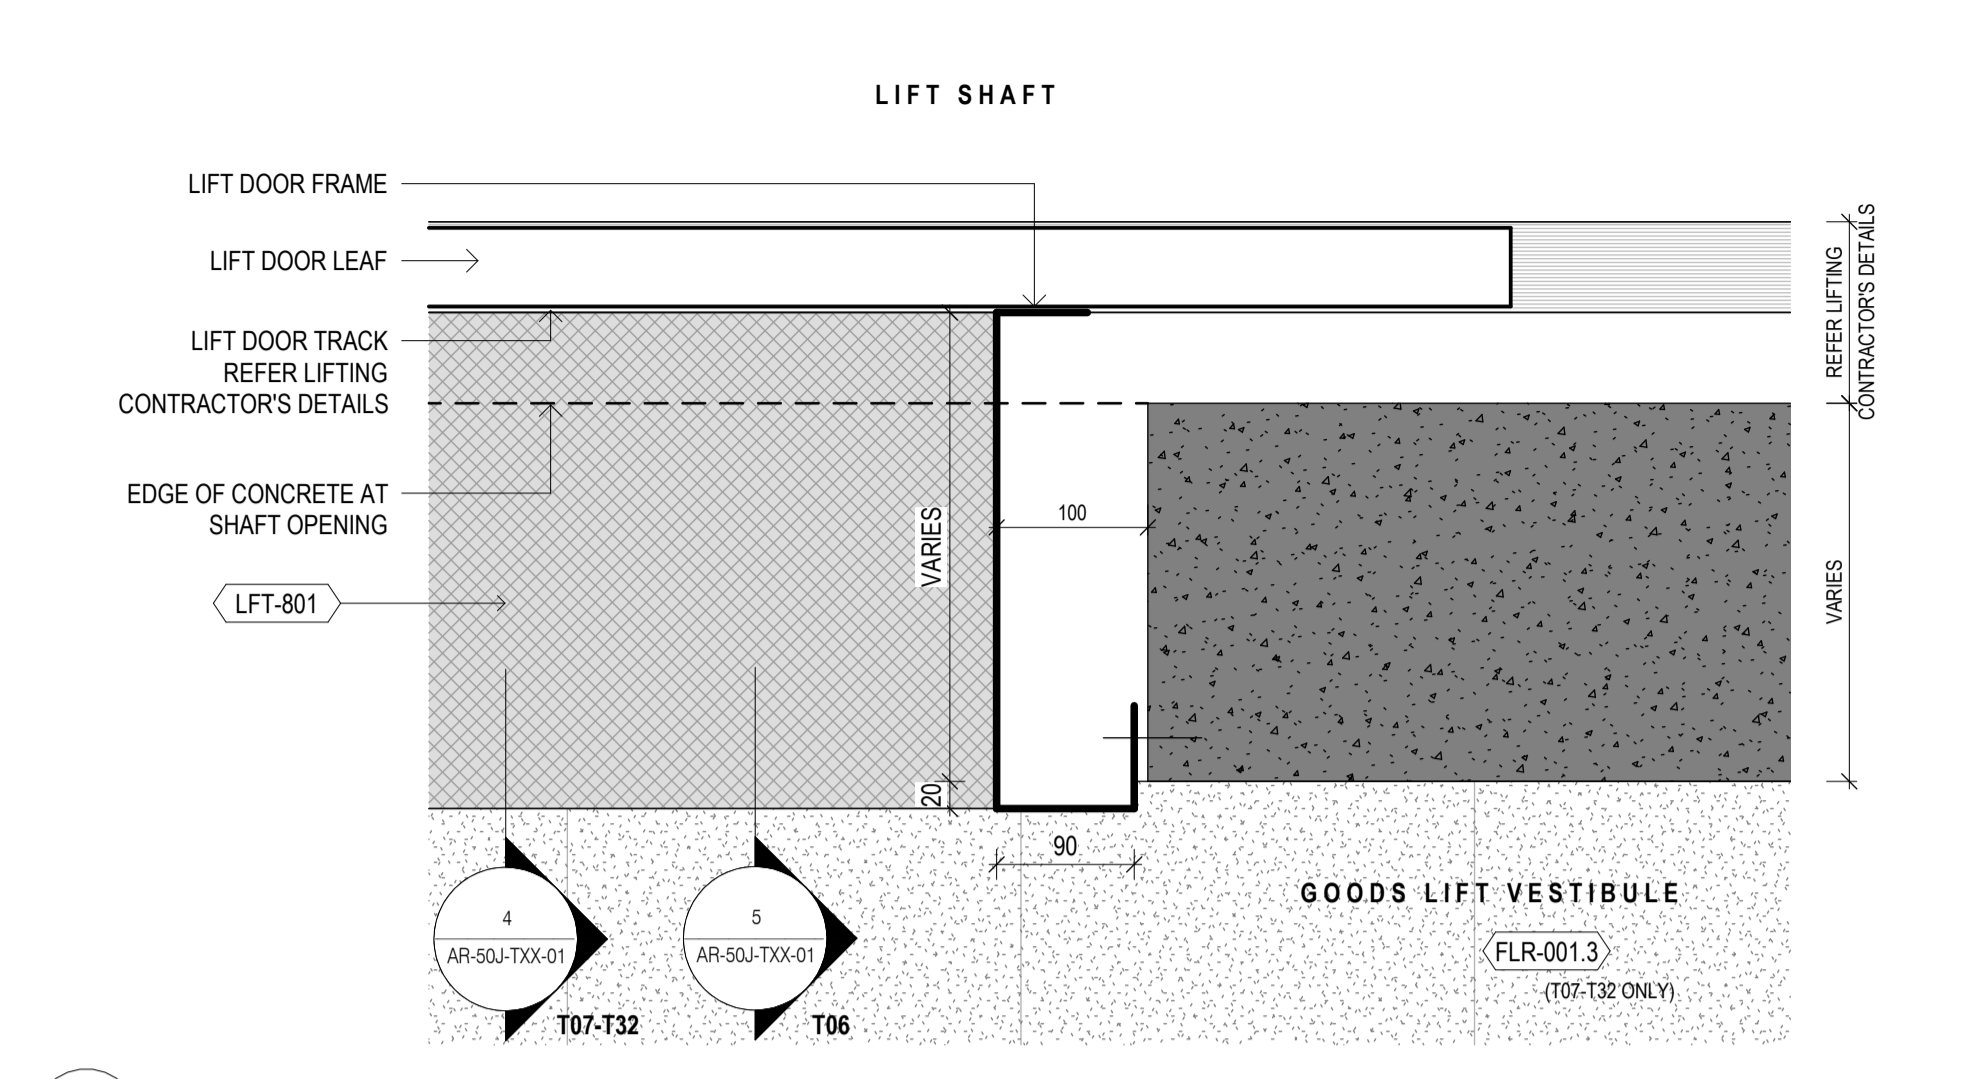 LIFT SHAFT
LIFT DOOR FRAME
LIFT DOOR LEAF
LIFT DOOR TRACK
REFER LIFTING
CONTRACTOR'S DETAILS
EDGE OF CONCRETE AT
SHAFT OPENING
LFT-801
VARIES
20
100
90
REFER LIFTING
CONTRACTOR'S DETAILS
VARIES
4
AR-50J-TXX-01
T07-T32
5
AR-50J-TXX-01
T06
GOODS LIFT VESTIBULE
FLR-001.3
(T07-T32 ONLY)